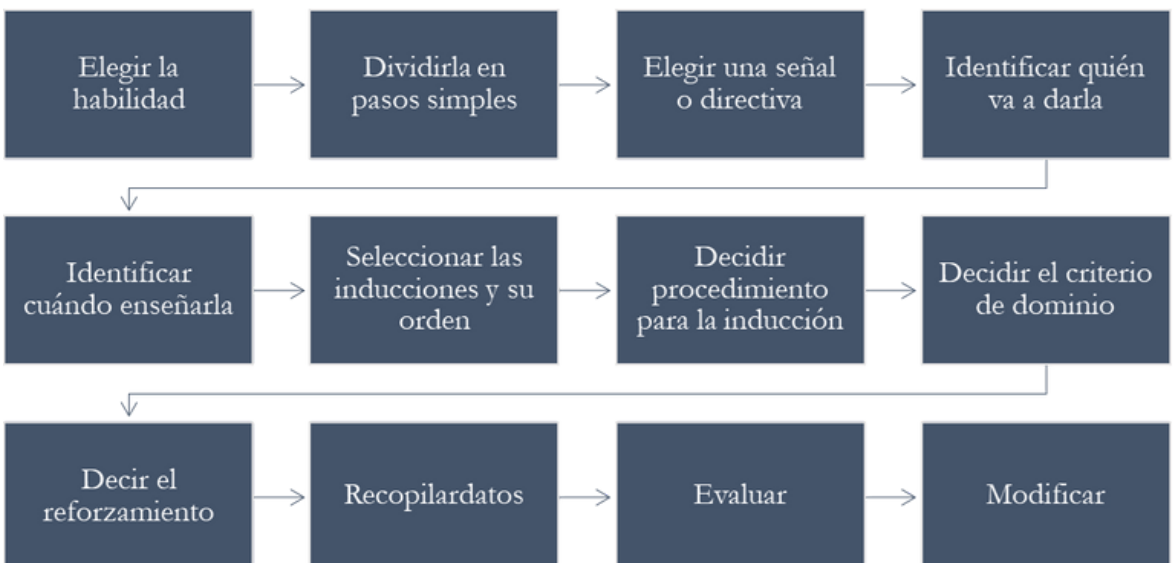 Elegir la
habilidad
Dividirla en
pasos simples
Elegir una señal
o directiva
Identificar quién
va a darla
Identificar
cuándo enseñarla
Seleccionar las
inducciones y su
orden
Decidir
procedimiento
para la inducción
Decidir el criterio
de dominio
Decir el
reforzamiento
Recopilardatos
Evaluar
Modificar